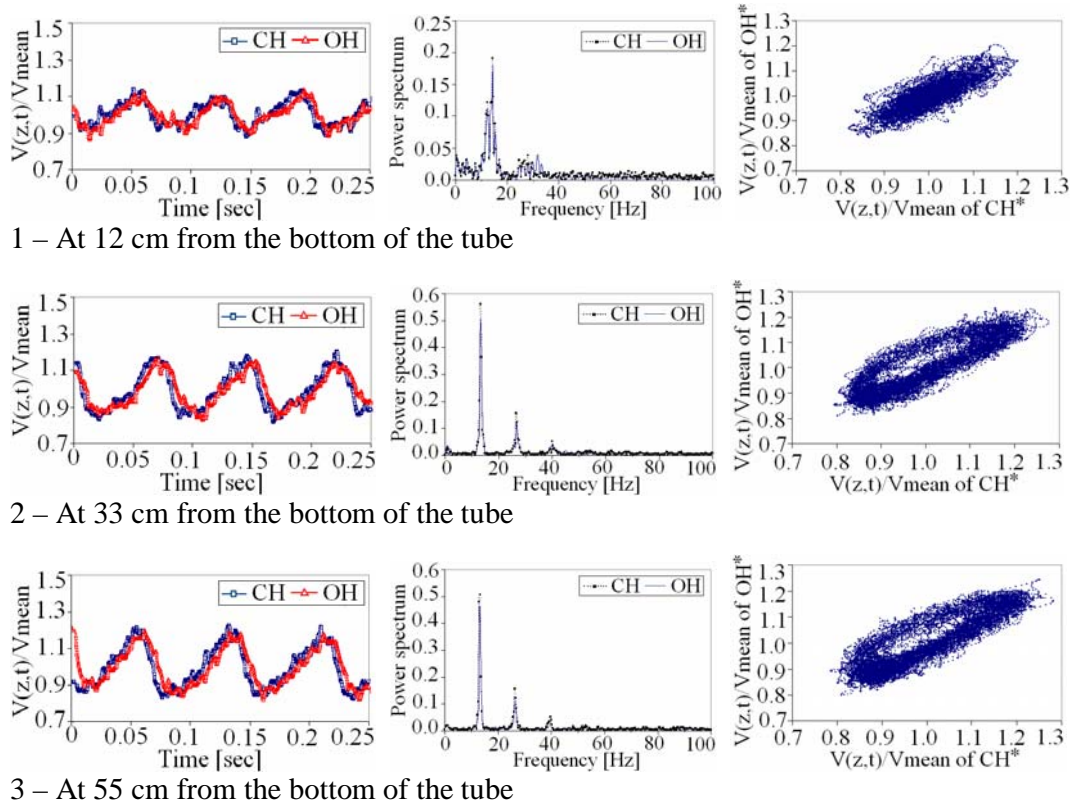 1.5
1.3
1.1
0.9
0.7
V(z,t)/Vmean
CH OH
0 0.05 0.1 0.15 0.2 0.25
Time [sec]
0.25
0.20
0.15
0.10
0.05
0.0
Power spectrum
CH OH
0 20 40 60 80 100
Frequency [Hz]
1.3
1.2
1.1
1.0
0.9
0.8
0.7
V(z,t)/Vmean of OH*
0.7 0.8 0.9 1.0 1.1 1.2 1.3
V(z,t)/Vmean of CH*
1 – At 12 cm from the bottom of the tube
1.5
1.3
1.1
0.9
0.7
V(z,t)/Vmean
CH OH
0 0.05 0.1 0.15 0.2 0.25
Time [sec]
0.6
0.5
0.4
0.3
0.2
0.1
0.0
Power spectrum
CH OH
0 20 40 60 80 100
Frequency [Hz]
1.3
1.2
1.1
1.0
0.9
0.8
0.7
V(z,t)/Vmean of OH*
0.7 0.8 0.9 1.0 1.1 1.2 1.3
V(z,t)/Vmean of CH*
2 – At 33 cm from the bottom of the tube
1.5
1.3
1.1
0.9
0.7
V(z,t)/Vmean
CH OH
0 0.05 0.1 0.15 0.2 0.25
Time [sec]
0.6
0.5
0.4
0.3
0.2
0.1
0.0
Power spectrum
CH OH
0 20 40 60 80 100
Frequency [Hz]
1.3
1.2
1.1
1.0
0.9
0.8
0.7
V(z,t)/Vmean of OH*
0.7 0.8 0.9 1.0 1.1 1.2 1.3
V(z,t)/Vmean of CH*
3 – At 55 cm from the bottom of the tube